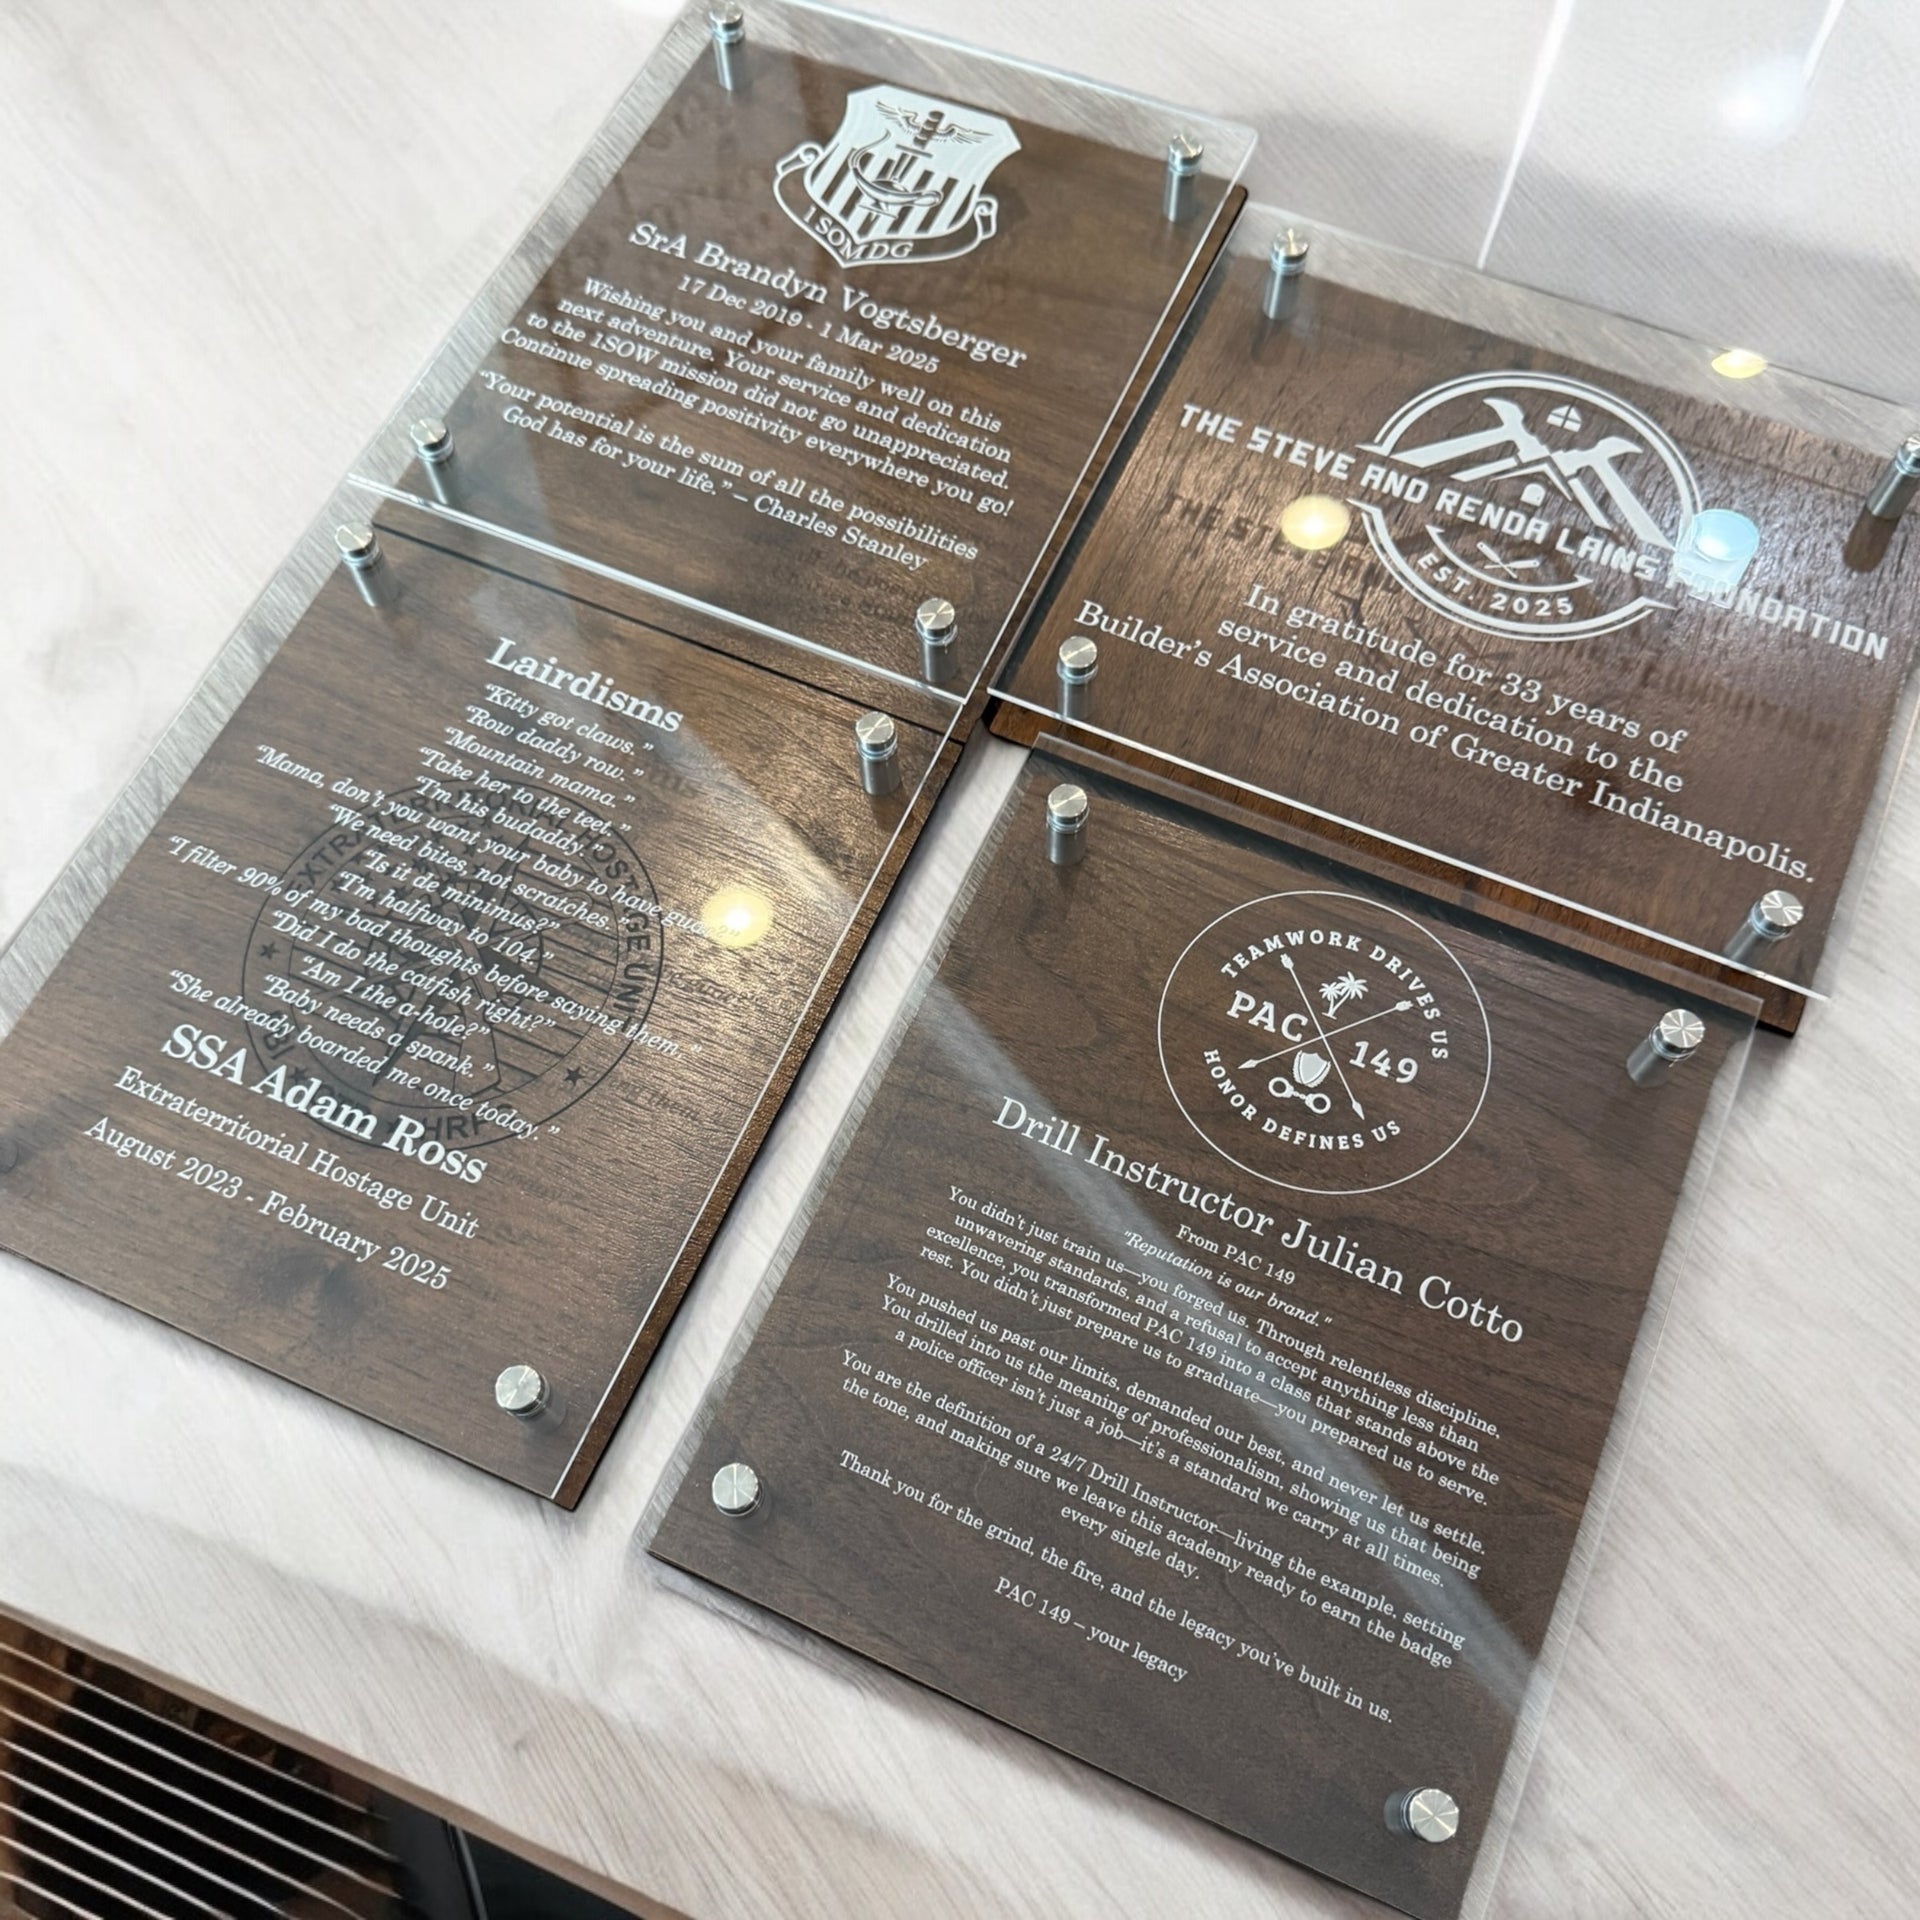 1SOMDG
SrA Brandyn Vogtsberger
17 Dec 2019 - 1 Mar 2025
Wishing you and your family well on this
next adventure. Your service and dedication
to the 1SOW mission did not go unappreciated.
Continue spreading positivity everywhere you go!
“Your potential is the sum of all the possibilities
God has for your life.” – Charles Stanley
THE STEVE AND RENDA LAINS FOUNDATION
EST. 2025
In gratitude for 33 years of
service and dedication to the
Builder’s Association of Greater Indianapolis.
Lairdisms
“Kitty got claws.”
“Row daddy row.”
“Mountain mama.”
“Take her to the teet.”
“I’m his budaddy.”
“Mama, don’t you want your baby to have
“We need bites, not scratches.”
“Is it de minimus?”
“I’m halfway to 104.”
“I filter 90% of my bad thoughts before saying them.”
“Did I do the catfish right?”
“Am I the a-hole?”
“Baby needs a spank.”
“She already boarded me once today.”
SSA Adam Ross
Extraterritorial Hostage Unit
August 2023 - February 2025
TEAMWORK DRIVES US
PAC 149
HONOR DEFINES US
Drill Instructor Julian Cotto
From PAC 149
"Reputation is our brand."
You didn’t just train us—you forged us. Through relentless discipline,
unwavering standards, and a refusal to accept anything less than
excellence, you transformed PAC 149 into a class that stands above the
rest. You didn’t just prepare us to graduate—you prepared us to serve.
You pushed us past our limits, demanded our best, and never let us settle.
You drilled into us the meaning of professionalism, showing us that being
a police officer isn’t just a job—it’s a standard we carry at all times.
You are the definition of a 24/7 Drill Instructor—living the example, setting
the tone, and making sure we leave this academy ready to earn the badge
every single day.
Thank you for the grind, the fire, and the legacy you’ve built in us.
PAC 149 – your legacy